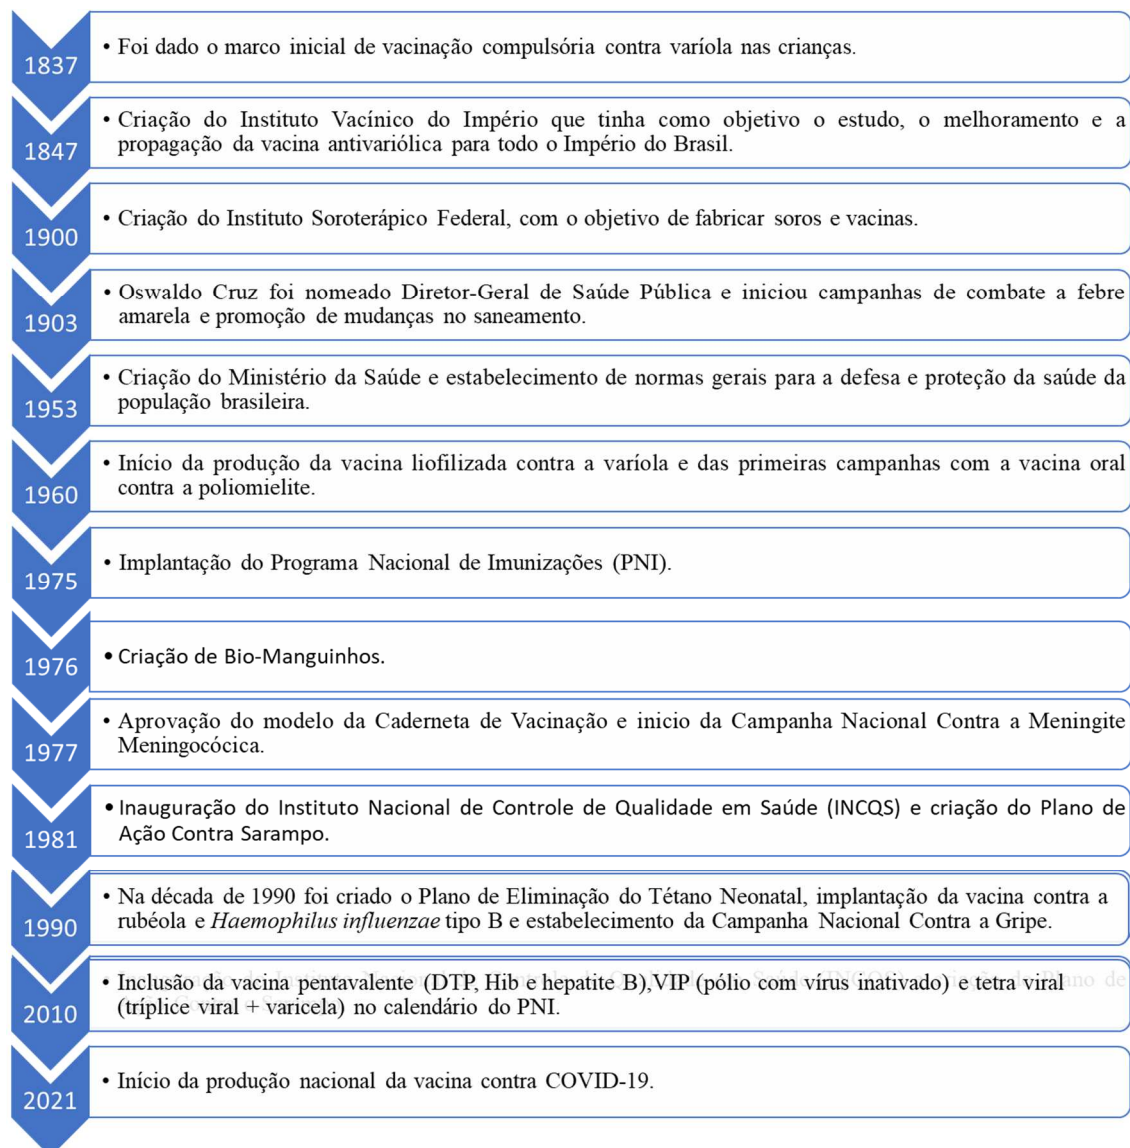 1837
• Foi dado o marco inicial de vacinação compulsória contra varíola nas crianças.
1847
• Criação do Instituto Vacínico do Império que tinha como objetivo o estudo, o melhoramento e a
propagação da vacina antivariólica para todo o Império do Brasil.
1900
• Criação do Instituto Soroterápico Federal, com o objetivo de fabricar soros e vacinas.
1903
• Oswaldo Cruz foi nomeado Diretor-Geral de Saúde Pública e iniciou campanhas de combate a febre
amarela e promoção de mudanças no saneamento.
1953
• Criação do Ministério da Saúde e estabelecimento de normas gerais para a defesa e proteção da saúde da
população brasileira.
1960
• Início da produção da vacina liofilizada contra a varíola e das primeiras campanhas com a vacina oral
contra a poliomielite.
1975
• Implantação do Programa Nacional de Imunizações (PNI).
1976
• Criação de Bio-Manguinhos.
1977
• Aprovação do modelo da Caderneta de Vacinação e inicio da Campanha Nacional Contra a Meningite
Meningocócica.
1981
• Inauguração do Instituto Nacional de Controle de Qualidade em Saúde (INCQS) e criação do Plano de
Ação Contra Sarampo.
1990
• Na década de 1990 foi criado o Plano de Eliminação do Tétano Neonatal, implantação da vacina contra a
rubéola e Haemophilus influenzae tipo B e estabelecimento da Campanha Nacional Contra a Gripe.
2010
• Inclusão da vacina pentavalente (DTP, Hib e hepatite B),VIP (pólio com vírus inativado) e tetra viral
(tríplice viral + varicela) no calendário do PNI.
2021
• Início da produção nacional da vacina contra COVID-19.